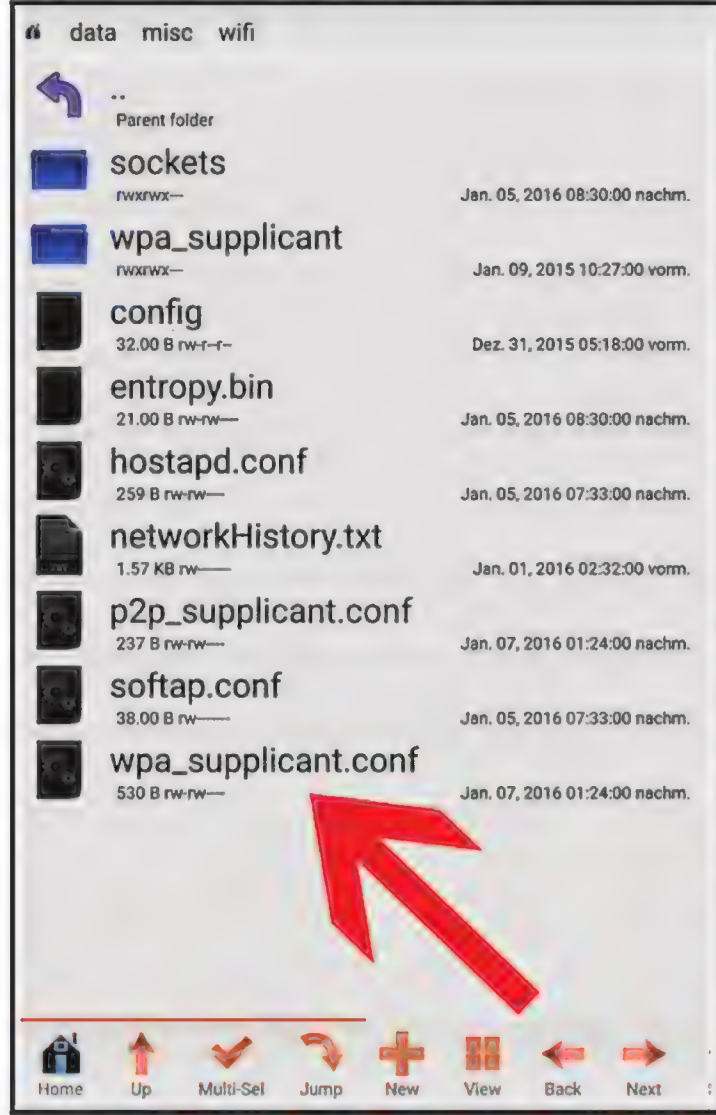 data misc wifi
..
Parent folder
sockets
rwxrwx--- Jan. 05, 2016 08:30:00 nachm.
wpa_supplicant
rwxrwx--- Jan. 09, 2015 10:27:00 vorm.
config
32.00 B rw-r--r-- Dez. 31, 2015 05:18:00 vorm.
entropy.bin
21.00 B rw-rw---- Jan. 05, 2016 08:30:00 nachm.
hostapd.conf
259 B rw-rw---- Jan. 05, 2016 07:33:00 nachm.
networkHistory.txt
1.57 KB rw------- Jan. 01, 2016 02:32:00 vorm.
p2p_supplicant.conf
237 B rw-rw---- Jan. 07, 2016 01:24:00 nachm.
softap.conf
38.00 B rw------- Jan. 05, 2016 07:33:00 nachm.
wpa_supplicant.conf
530 B rw-rw---- Jan. 07, 2016 01:24:00 nachm.
Home Up Multi-Sel Jump New View Back Next